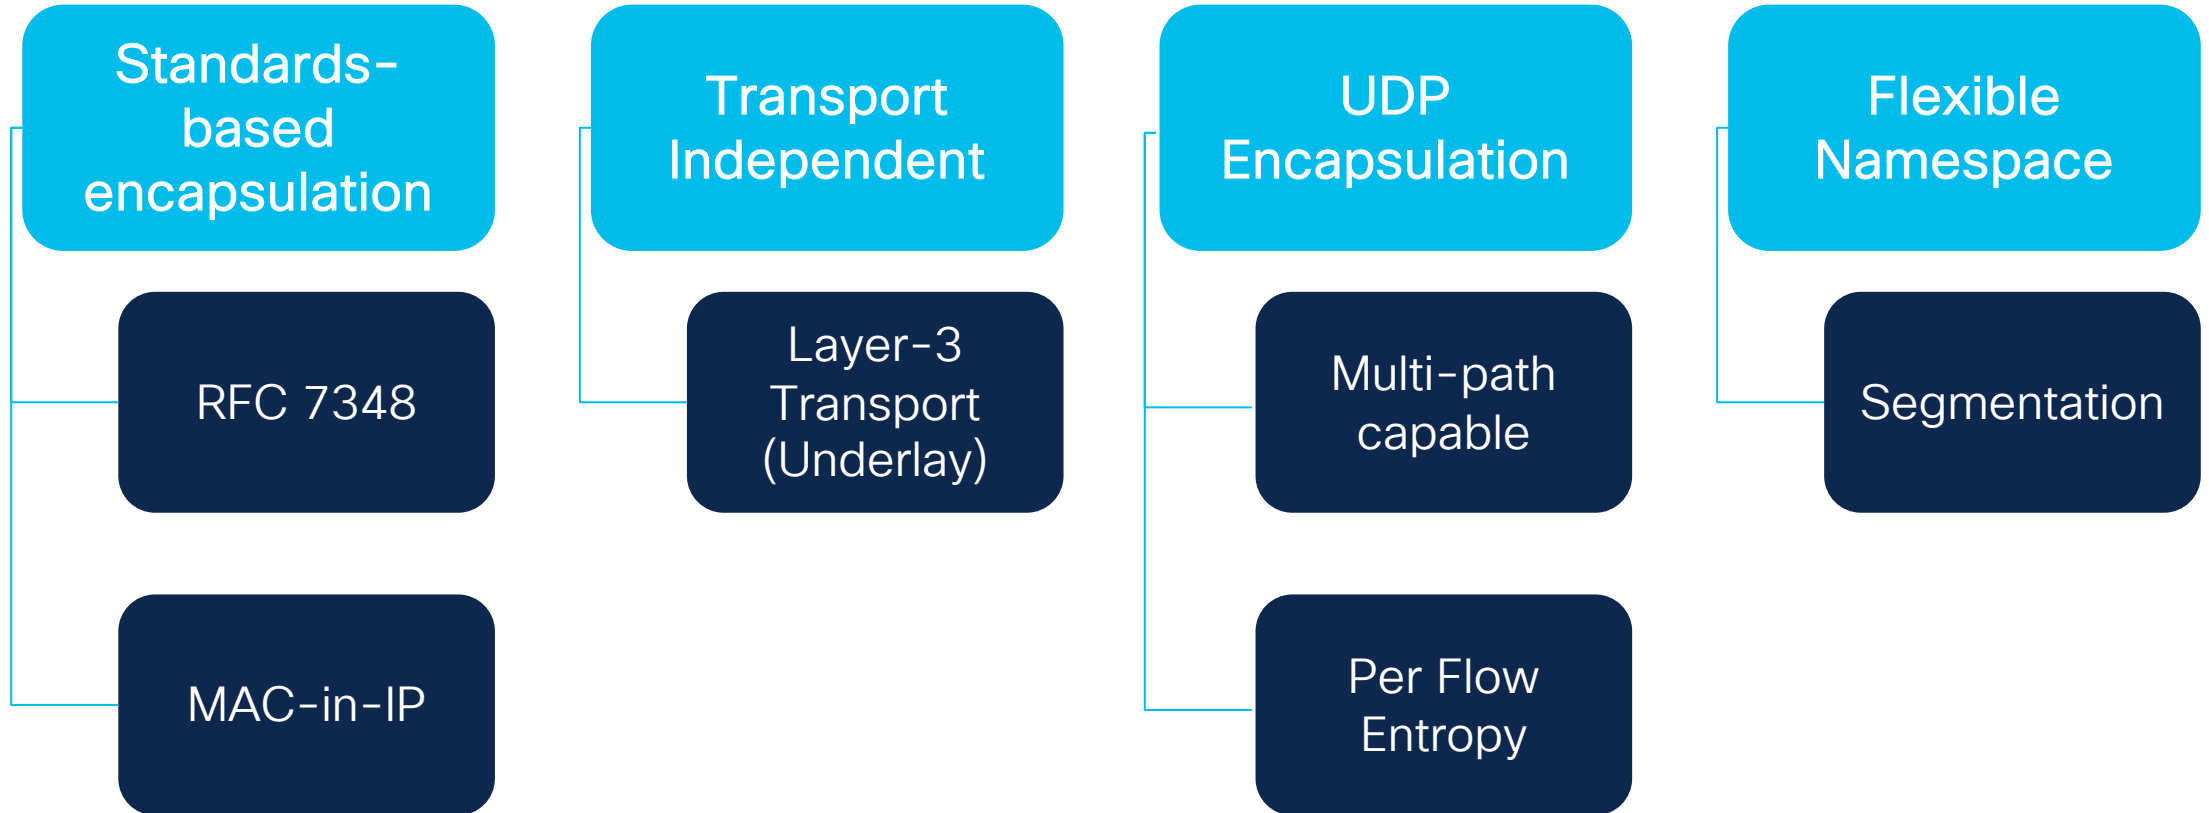 Standards-
based
encapsulation
RFC 7348
MAC-in-IP
Transport
Independent
Layer-3
Transport
(Underlay)
UDP
Encapsulation
Multi-path
capable
Per Flow
Entropy
Flexible
Namespace
Segmentation